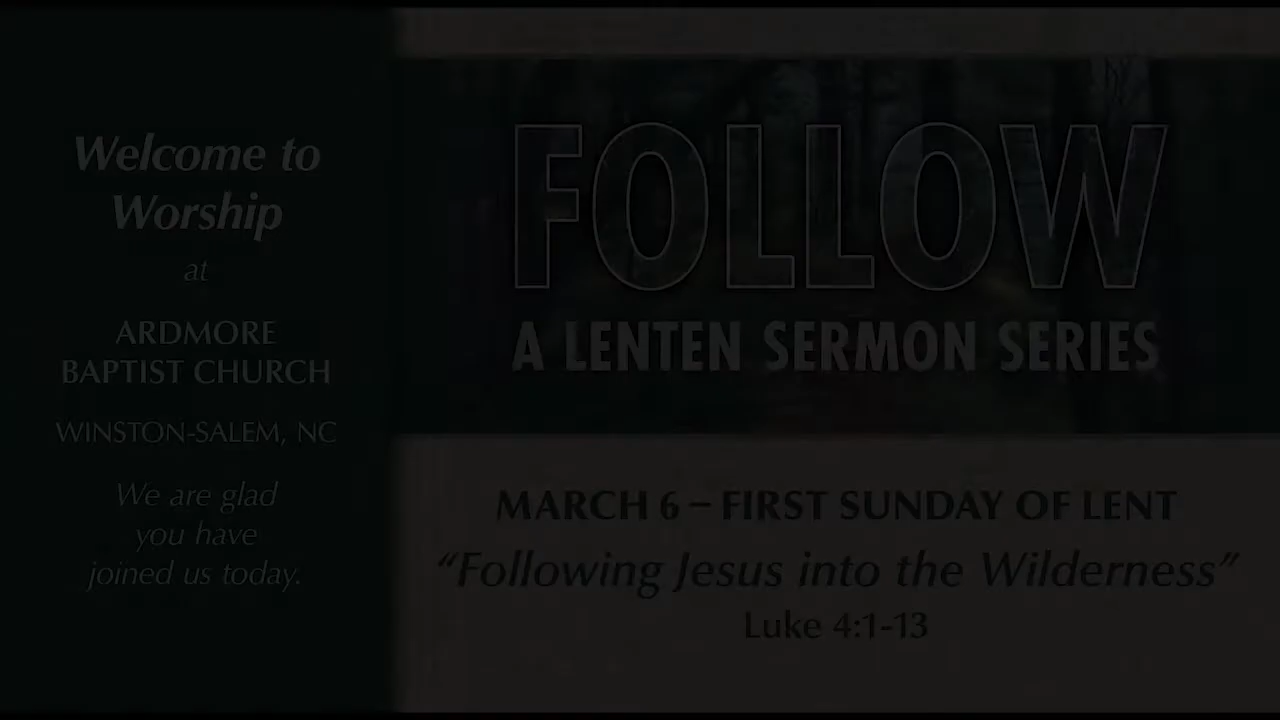 Welcome to
Worship
at
ARDMORE
BAPTIST CHURCH
WINSTON-SALEM, NC
We are glad
you have
joined us today.
FOLLOW
A LENTEN SERMON SERIES
MARCH 6 – FIRST SUNDAY OF LENT
“Following Jesus into the Wilderness”
Luke 4:1-13